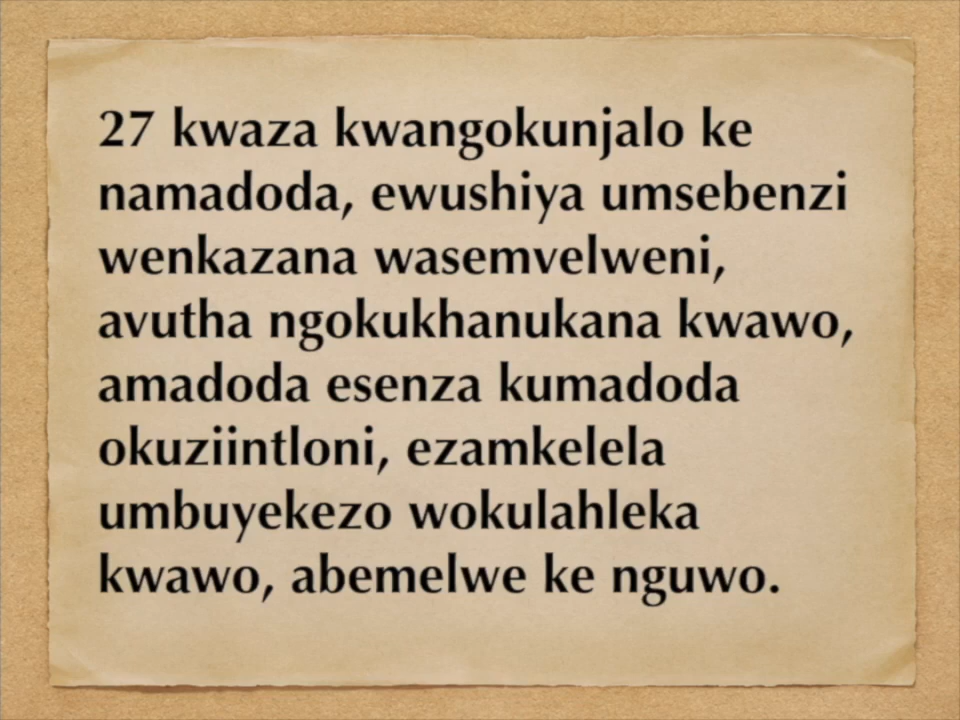 27 kwaza kwangokunjalo ke
namadoda, ewushiya umsebenzi
wenkazana wasemvelweni,
avutha ngokukhanukana kwawo,
amadoda esenza kumadoda
okuziintloni, ezamkelela
umbuyekezo wokulahleka
kwawo, abemelwe ke nguwo.